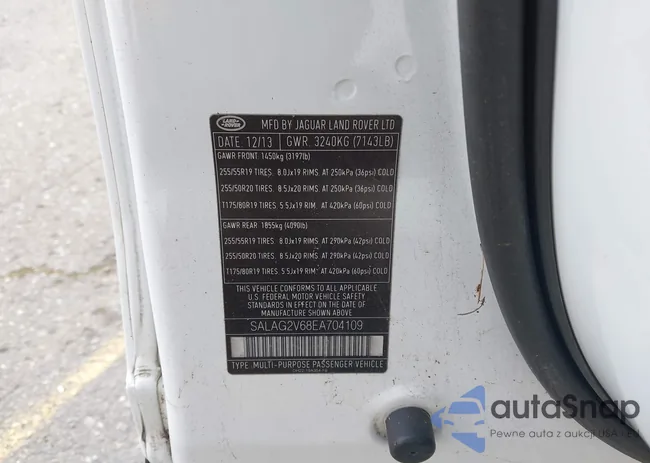 LAND ROVER
MFD BY JAGUAR LAND ROVER LTD
DATE: 12/13 GWR. 3240KG (7143LB)
GAWR FRONT 1450kg (3197lb)
255/55R19 TIRES. 8.0Jx19 RIMS. AT 250kPa (36psi) COLD
255/50R20 TIRES. 8.5Jx20 RIMS. AT 250kPa (36psi) COLD
T175/80R19 TIRES. 5.5Jx19 RIM. AT 420kPa (60psi) COLD
GAWR REAR 1855kg (4090lb)
255/55R19 TIRES. 8.0Jx19 RIMS. AT 290kPa (42psi) COLD
255/50R20 TIRES. 8.5Jx20 RIMS. AT 290kPa (42psi) COLD
T175/80R19 TIRES. 5.5Jx19 RIM. AT 420kPa (60psi) COLD
THIS VEHICLE CONFORMS TO ALL APPLICABLE
U.S. FEDERAL MOTOR VEHICLE SAFETY
STANDARDS IN EFFECT ON THE DATE OF
MANUFACTURE SHOWN ABOVE
SALAG2V68EA704109
TYPE: MULTI-PURPOSE PASSENGER VEHICLE
autaSnap
Pewne auta z aukcji USA - EU